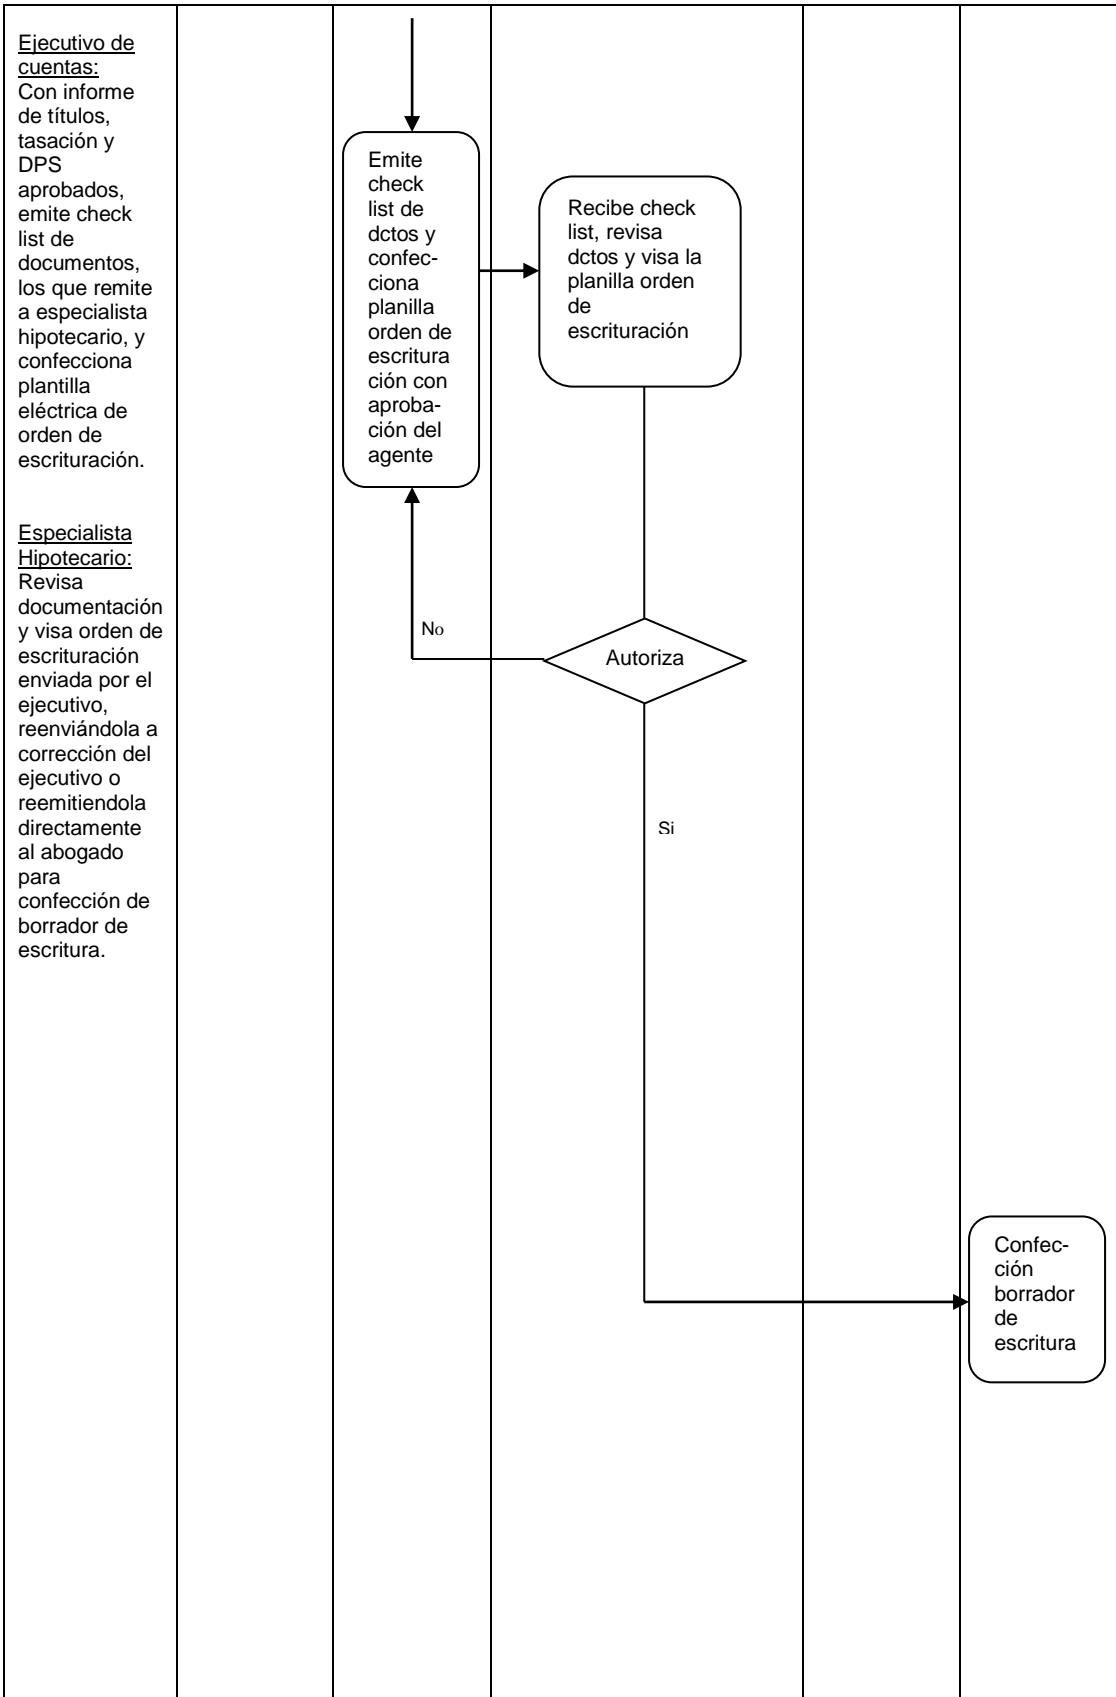 Ejecutivo de
cuentas:
Con informe
de títulos,
tasación y
DPS
aprobados,
emite check
list de
documentos,
los que remite
a especialista
hipotecario, y
confecciona
plantilla
eléctrica de
orden de
escrituración.
Especialista
Hipotecario:
Revisa
documentación
y visa orden de
escrituración
enviada por el
ejecutivo,
reenviándola a
corrección del
ejecutivo o
reemitiendola
directamente
al abogado
para
confección de
borrador de
escritura.
Emite
check
list de
dctos y
confec-
ciona
planilla
orden de
escritura
ción con
aproba-
ción del
agente
Recibe check
list, revisa
dctos y visa la
planilla orden
de
escrituración
No
Autoriza
Si
Confec-
ción
borrador
de
escritura